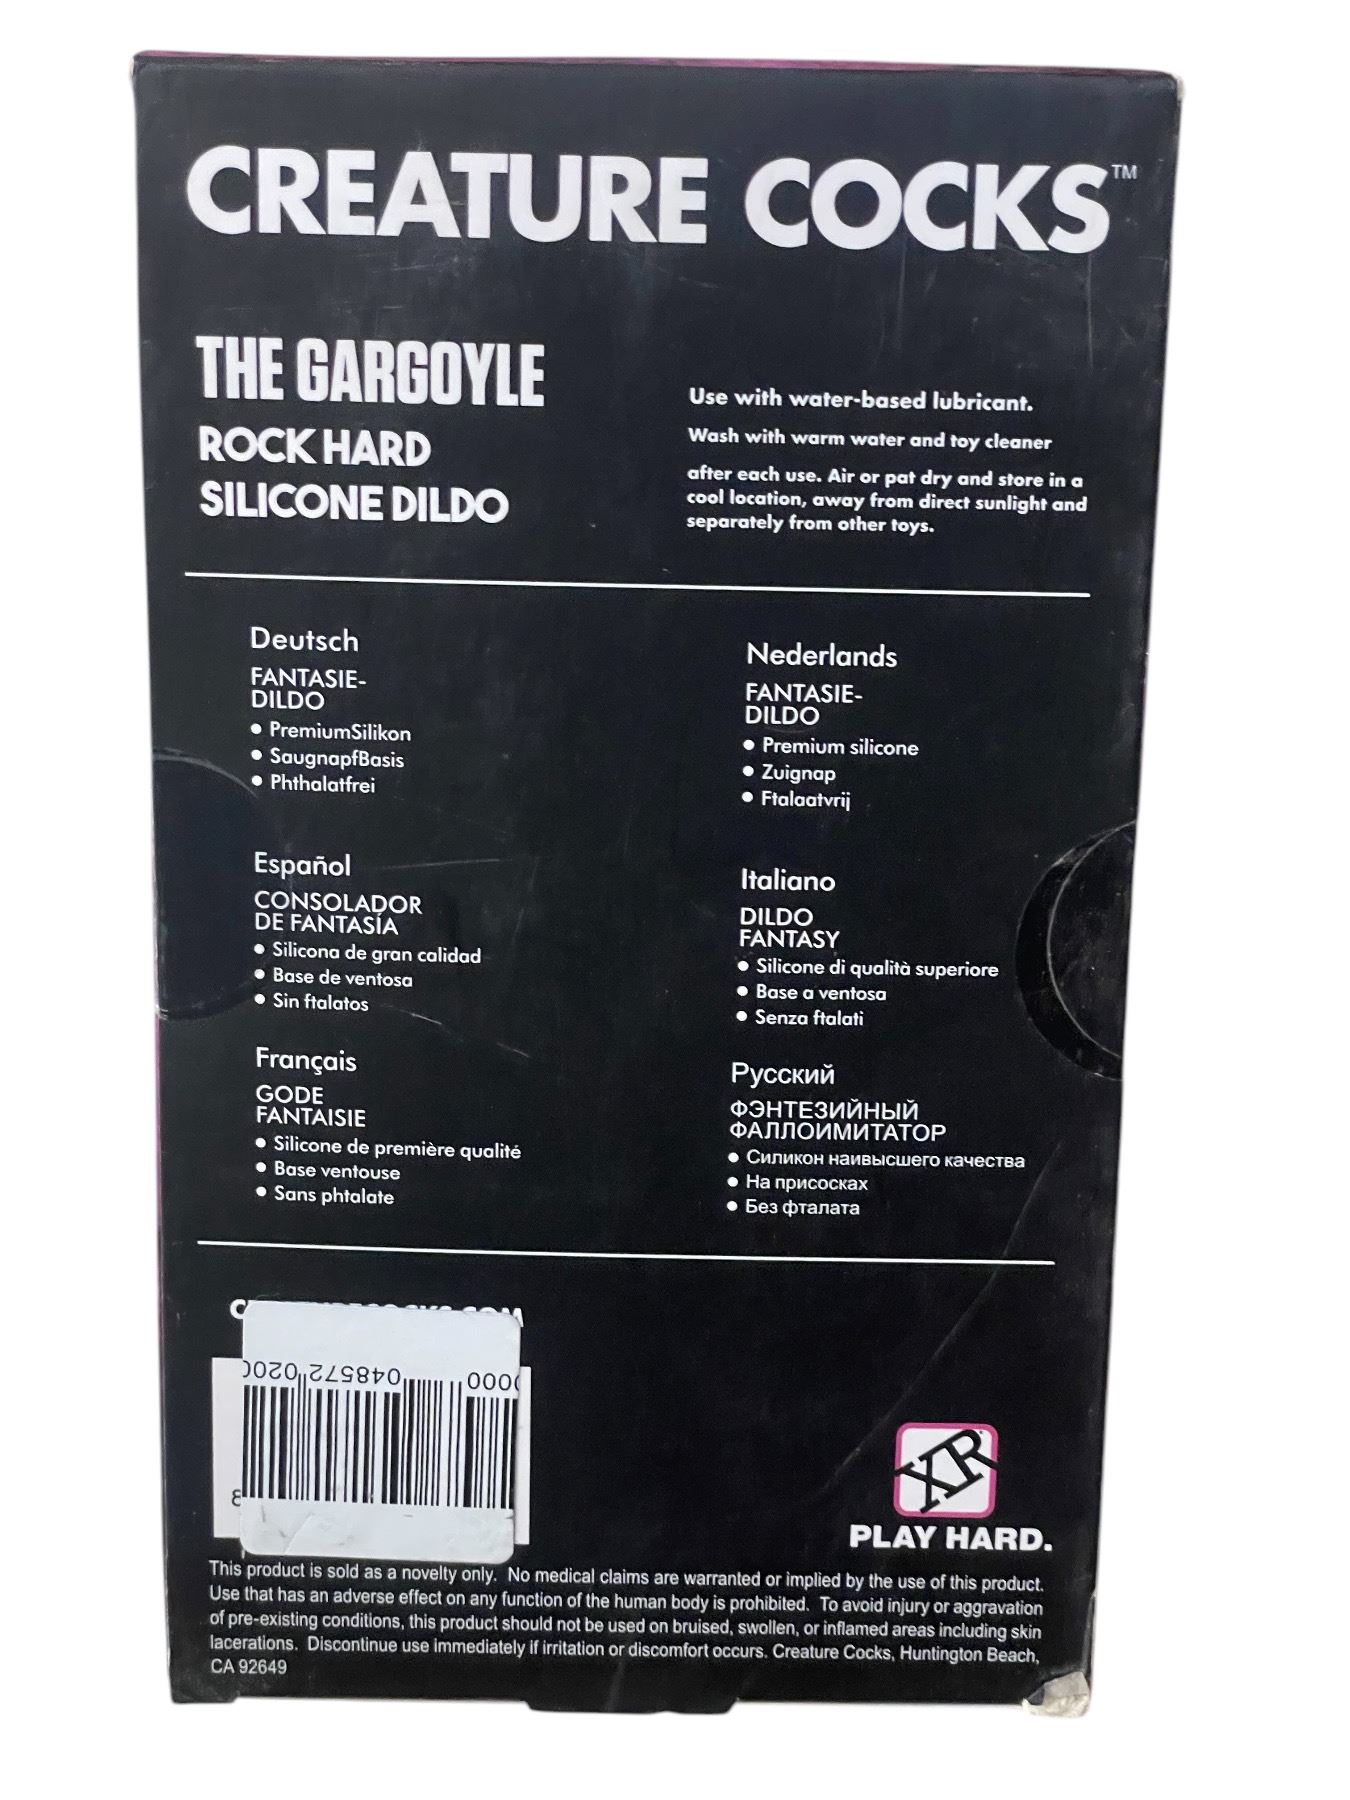 CREATURE COCKS™
THE GARGOYLE
ROCK HARD
SILICONE DILDO
Use with water-based lubricant.
Wash with warm water and toy cleaner
after each use. Air or pat dry and store in a
cool location, away from direct sunlight and
separately from other toys.
Deutsch
FANTASIE-
DILDO
• PremiumSilikon
• SaugnapfBasis
• Phthalatfrei
Nederlands
FANTASIE-
DILDO
• Premium silicone
• Zuignap
• Ftalaatvrij
Español
CONSOLADOR
DE FANTASÍA
• Silicona de gran calidad
• Base de ventosa
• Sin ftalatos
Italiano
DILDO
FANTASY
• Silicone di qualità superiore
• Base a ventosa
• Senza ftalati
Français
GODE
FANTAISIE
• Silicone de première qualité
• Base ventouse
• Sans phtalate
Русский
ФЭНТЕЗИЙНЫЙ
ФАЛЛОИМИТАТОР
• Силикон наивысшего качества
• На присосках
• Без фталата
000 048572 020
XR
PLAY HARD.
This product is sold as a novelty only. No medical claims are warranted or implied by the use of this product.
Use that has an adverse effect on any function of the human body is prohibited. To avoid injury or aggravation
of pre-existing conditions, this product should not be used on bruised, swollen, or inflamed areas including skin
lacerations. Discontinue use immediately if irritation or discomfort occurs. Creature Cocks, Huntington Beach,
CA 92649